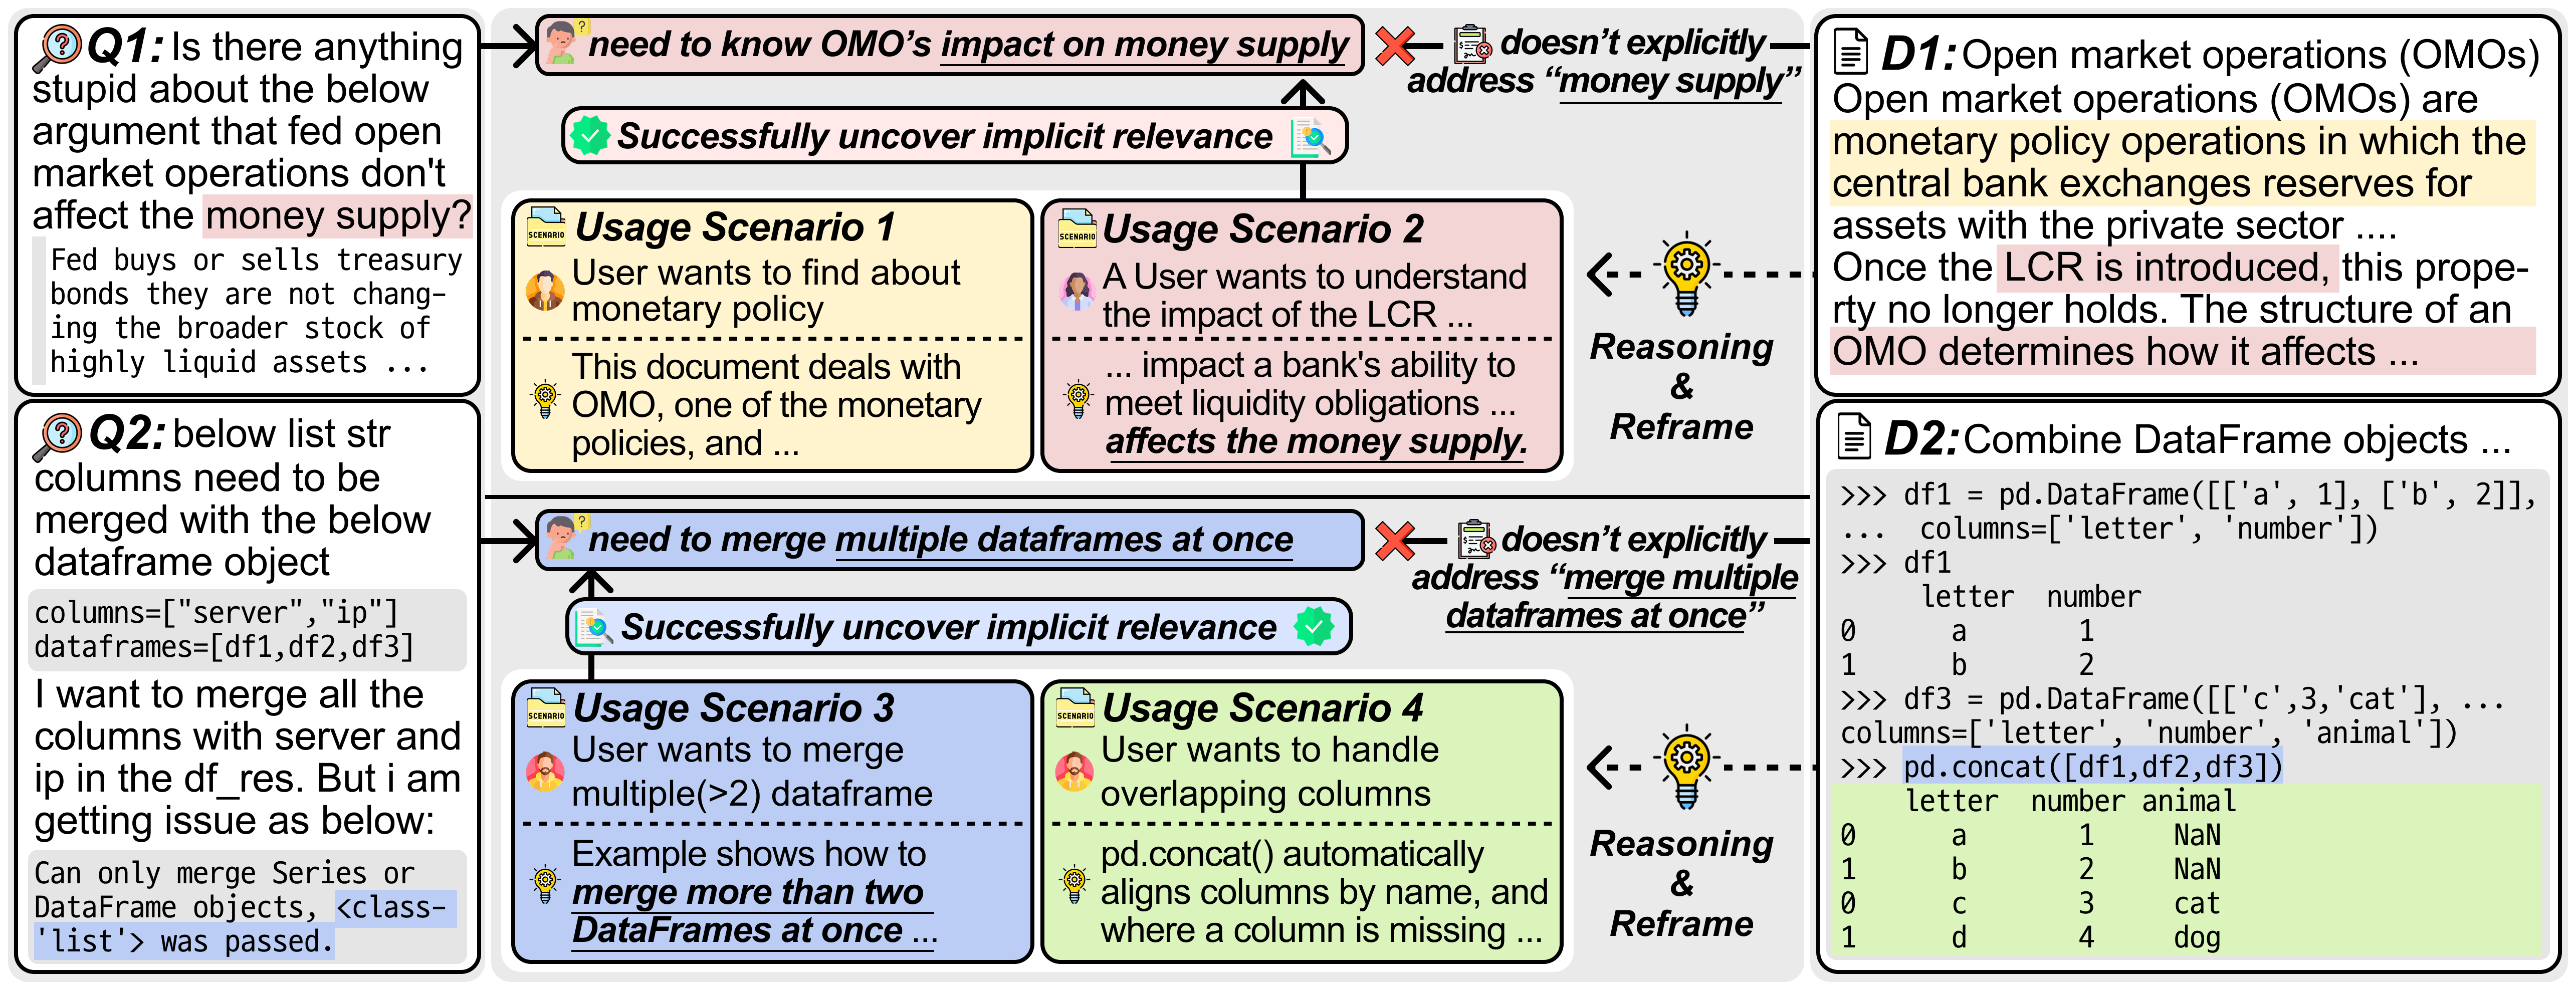 Q1: Is there anything
stupid about the below
argument that fed open
market operations don't
affect the money supply?
Fed buys or sells treasury
bonds they are not chang-
ing the broader stock of
highly liquid assets ...
Q2: below list str
columns need to be
merged with the below
dataframe object
columns=["server","ip"]
dataframes=[df1,df2,df3]
I want to merge all the
columns with server and
ip in the df_res. But i am
getting issue as below:
Can only merge Series or
DataFrame objects, <class-
'list'> was passed.
need to know OMO's impact on money supply
doesn't explicitly
address “money supply”
Successfully uncover implicit relevance
SCENARIO
Usage Scenario 1
User wants to find about
monetary policy
This document deals with
OMO, one of the monetary
policies, and ...
SCENARIO
Usage Scenario 2
A User wants to understand
the impact of the LCR ...
... impact a bank's ability to
meet liquidity obligations ...
affects the money supply.
Reasoning
&
Reframe
need to merge multiple dataframes at once
doesn't explicitly
address “merge multiple
dataframes at once”
Successfully uncover implicit relevance
SCENARIO
Usage Scenario 3
User wants to merge
multiple(>2) dataframe
Example shows how to
merge more than two
DataFrames at once ...
SCENARIO
Usage Scenario 4
User wants to handle
overlapping columns
pd.concat() automatically
aligns columns by name, and
where a column is missing ...
Reasoning
&
Reframe
D1: Open market operations (OMOs)
Open market operations (OMOs) are
monetary policy operations in which the
central bank exchanges reserves for
assets with the private sector ....
Once the LCR is introduced, this prope-
rty no longer holds. The structure of an
OMO determines how it affects ...
D2: Combine DataFrame objects ...
>>> df1 = pd.DataFrame([['a', 1], ['b', 2]],
... columns=['letter', 'number'])
>>> df1
letter number
0 a 1
1 b 2
>>> df3 = pd.DataFrame([['c',3,'cat'], ...
columns=['letter', 'number', 'animal'])
>>> pd.concat([df1,df2,df3])
letter number animal
0 a 1 NaN
1 b 2 NaN
0 c 3 cat
1 d 4 dog